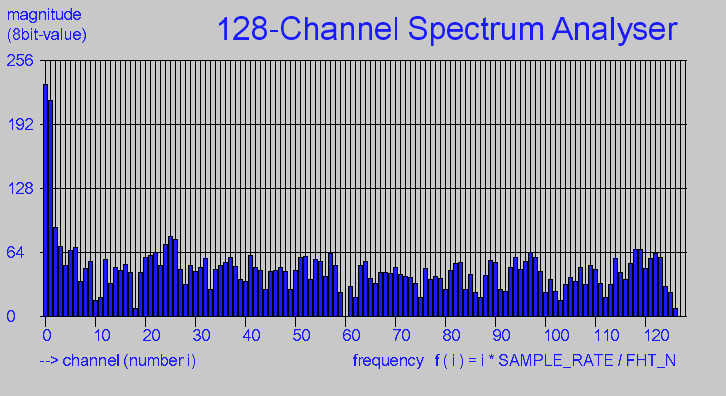 magnitude
(8bit-value)
128-Channel Spectrum Analyser
256
192
128
64
0
0 10 20 30 40 50 60 70 80 90 100 110 120
--> channel (number i) frequency f ( i ) = i * SAMPLE_RATE / FHT_N